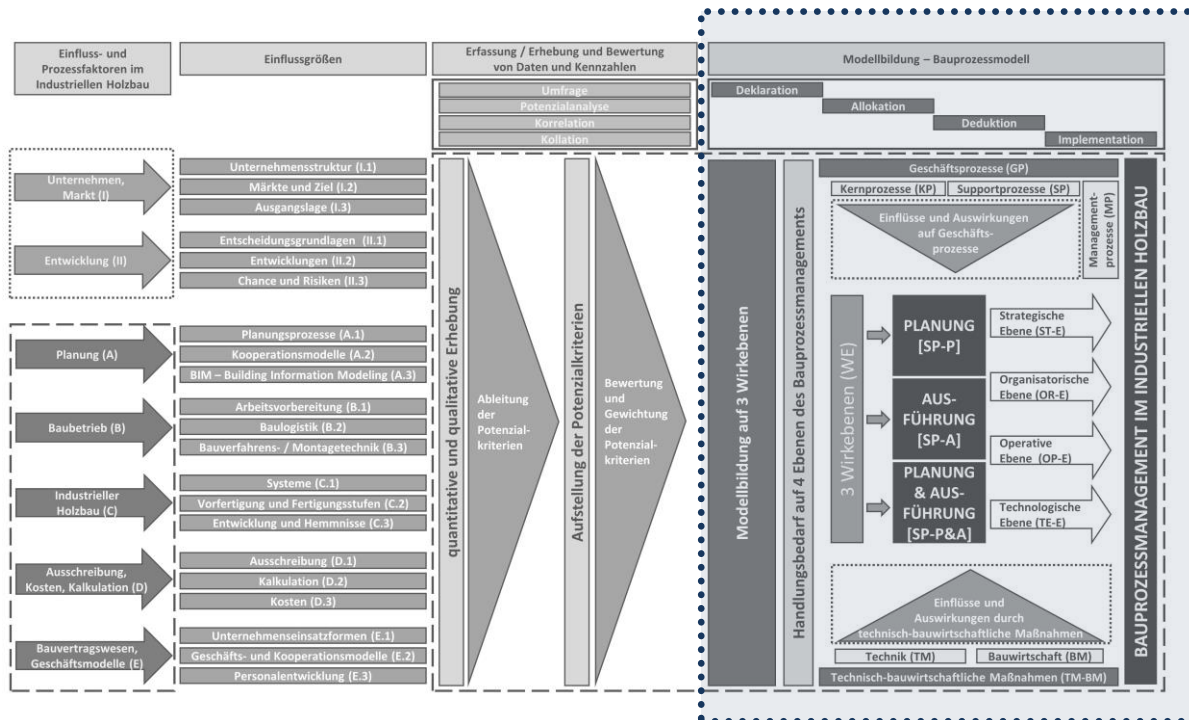 Einfluss- und
Prozessfaktoren im
Industriellen Holzbau
Einflussgrößen
Erfassung / Erhebung und Bewertung
von Daten und Kennzahlen
Modellbildung – Bauprozessmodell
Umfrage
Potenzialanalyse
Korrelation
Kollation
Deklaration
Allokation
Deduktion
Implementation
Unternehmen,
Markt (I)
Unternehmensstruktur (I.1)
Märkte und Ziel (I.2)
Ausgangslage (I.3)
Entwicklung (II)
Entscheidungsgrundlagen (II.1)
Entwicklungen (II.2)
Chance und Risiken (II.3)
Planung (A)
Planungsprozesse (A.1)
Kooperationsmodelle (A.2)
BIM – Building Information Modeling (A.3)
Baubetrieb (B)
Arbeitsvorbereitung (B.1)
Baulogistik (B.2)
Bauverfahrens- / Montagetechnik (B.3)
Industrieller
Holzbau (C)
Systeme (C.1)
Vorfertigung und Fertigungsstufen (C.2)
Entwicklung und Hemmnisse (C.3)
Ausschreibung,
Kosten, Kalkulation (D)
Ausschreibung (D.1)
Kalkulation (D.2)
Kosten (D.3)
Bauvertragswesen,
Geschäftsmodelle (E)
Unternehmenseinsatzformen (E.1)
Geschäfts- und Kooperationsmodelle (E.2)
Personalentwicklung (E.3)
quantitative und qualitative Erhebung
Ableitung
der
Potenzial-
kriterien
Aufstellung der Potenzialkriterien
Bewertung
und
Gewichtung
der
Potenzial-
kriterien
Modellbildung auf 3 Wirkebenen
Handlungsbedarf auf 4 Ebenen des Bauprozessmanagements
Geschäftsprozesse (GP)
Kernprozesse (KP)
Supportprozesse (SP)
Management-
prozesse (MP)
Einflüsse und Auswirkungen
auf Geschäfts-
prozesse
3 Wirkebenen (WE)
PLANUNG
[SP-P]
AUS-
FÜHRUNG
[SP-A]
PLANUNG
& AUS-
FÜHRUNG
[SP-P&A]
Strategische
Ebene (ST-E)
Organisatorische
Ebene (OR-E)
Operative
Ebene (OP-E)
Technologische
Ebene (TE-E)
Einflüsse und
Auswirkungen durch
technisch-bauwirtschaftliche Maßnahmen
Technik (TM)
Bauwirtschaft (BM)
Technisch-bauwirtschaftliche Maßnahmen (TM-BM)
BAUPROZESSMANAGEMENT IM INDUSTRIELLEN HOLZBAU